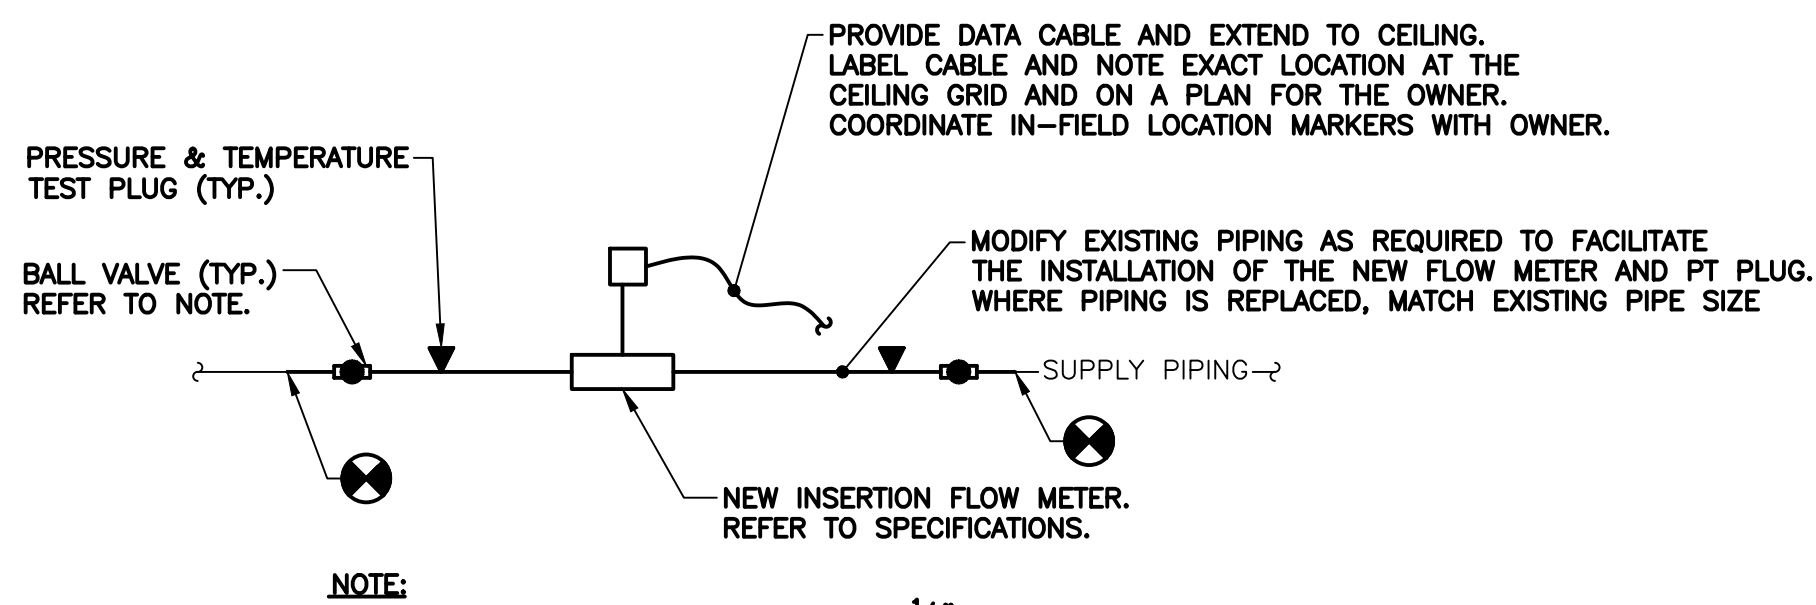 PROVIDE DATA CABLE AND EXTEND TO CEILING.
LABEL CABLE AND NOTE EXACT LOCATION AT THE
CEILING GRID AND ON A PLAN FOR THE OWNER.
COORDINATE IN-FIELD LOCATION MARKERS WITH OWNER.
PRESSURE & TEMPERATURE
TEST PLUG (TYP.)
MODIFY EXISTING PIPING AS REQUIRED TO FACILITATE
THE INSTALLATION OF THE NEW FLOW METER AND PT PLUG.
WHERE PIPING IS REPLACED, MATCH EXISTING PIPE SIZE
BALL VALVE (TYP.)
REFER TO NOTE.
SUPPLY PIPING
NEW INSERTION FLOW METER.
REFER TO SPECIFICATIONS.
NOTE: